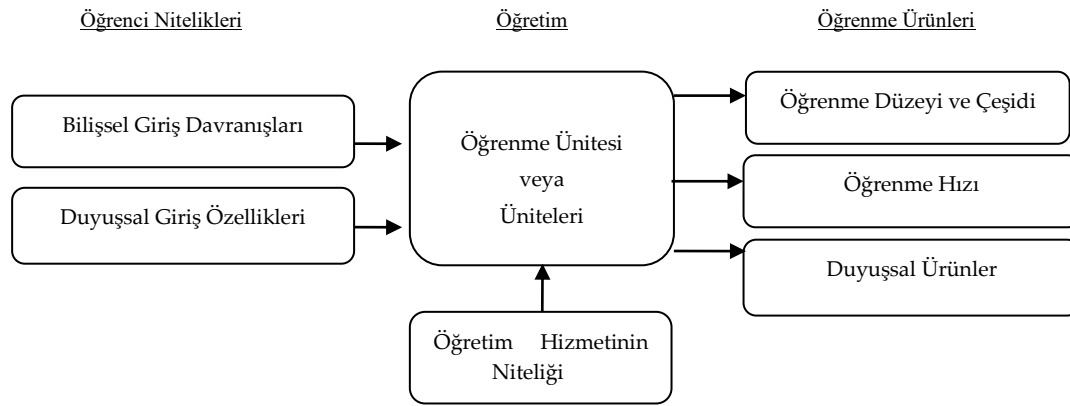 Öğrenci Nitelikleri
Öğretim
Öğrenme Ürünleri
Bilişsel Giriş Davranışları
Duyuşsal Giriş Özellikleri
Öğrenme Ünitesi
veya
Üniteleri
Öğretim Hizmetinin
Niteliği
Öğrenme Düzeyi ve Çeşidi
Öğrenme Hızı
Duyuşsal Ürünler